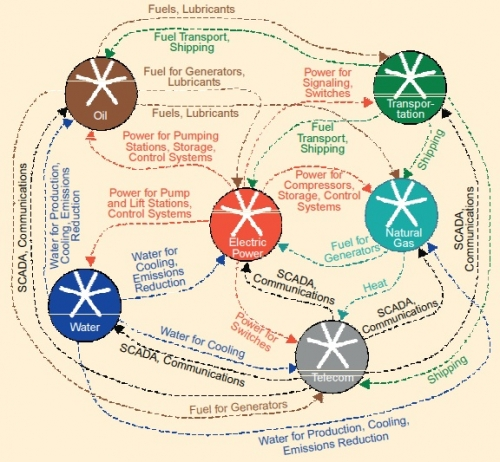 Fuels, Lubricants
Fuel Transport,
Shipping
Fuel for Generators,
Lubricants
Power for
Signaling,
Switches
Oil
Fuels, Lubricants
Transpor-
tation
Fuel
Transport,
Shipping
Shipping
Power for Pumping
Stations, Storage,
Control Systems
Power for
Compressors,
Storage, Control
Systems
SCADA, Communications
Water for Production,
Cooling, Emissions
Reduction
Power for Pump
and Lift Stations,
Control Systems
SCADA,
Communications
Electric
Power
Natural
Gas
Water for
Cooling,
Emissions
Reduction
Fuel for
Generators
SCADA,
Communications
Heat
SCADA,
Communications
Water
Water for Cooling
Power for
Switches
SCADA, Communications
Telecom
Shipping
Fuel for Generators
Water for Production, Cooling,
Emissions Reduction